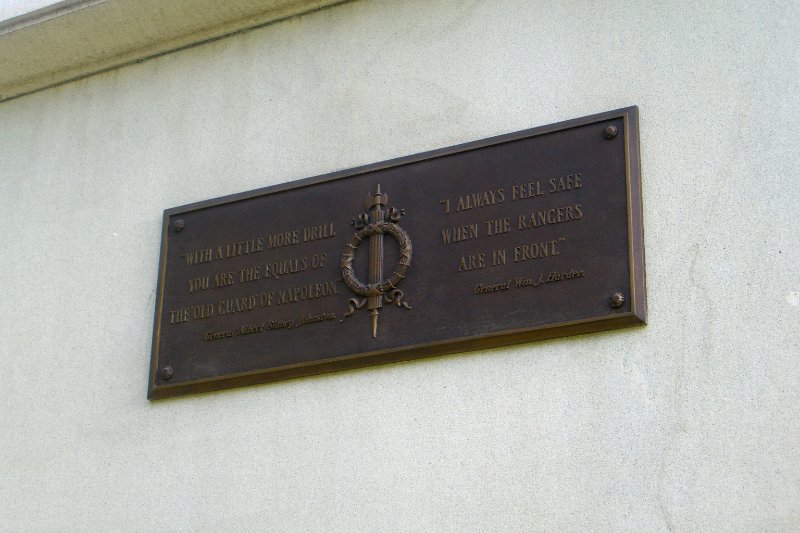 "WITH A LITTLE MORE DRILL
YOU ARE THE EQUALS OF
THE 'OLD GUARD' OF NAPOLEON"
General Albert Sidney Johnston.
"I ALWAYS FEEL SAFE
WHEN THE RANGERS
ARE IN FRONT."
General Wm. J. Harder.